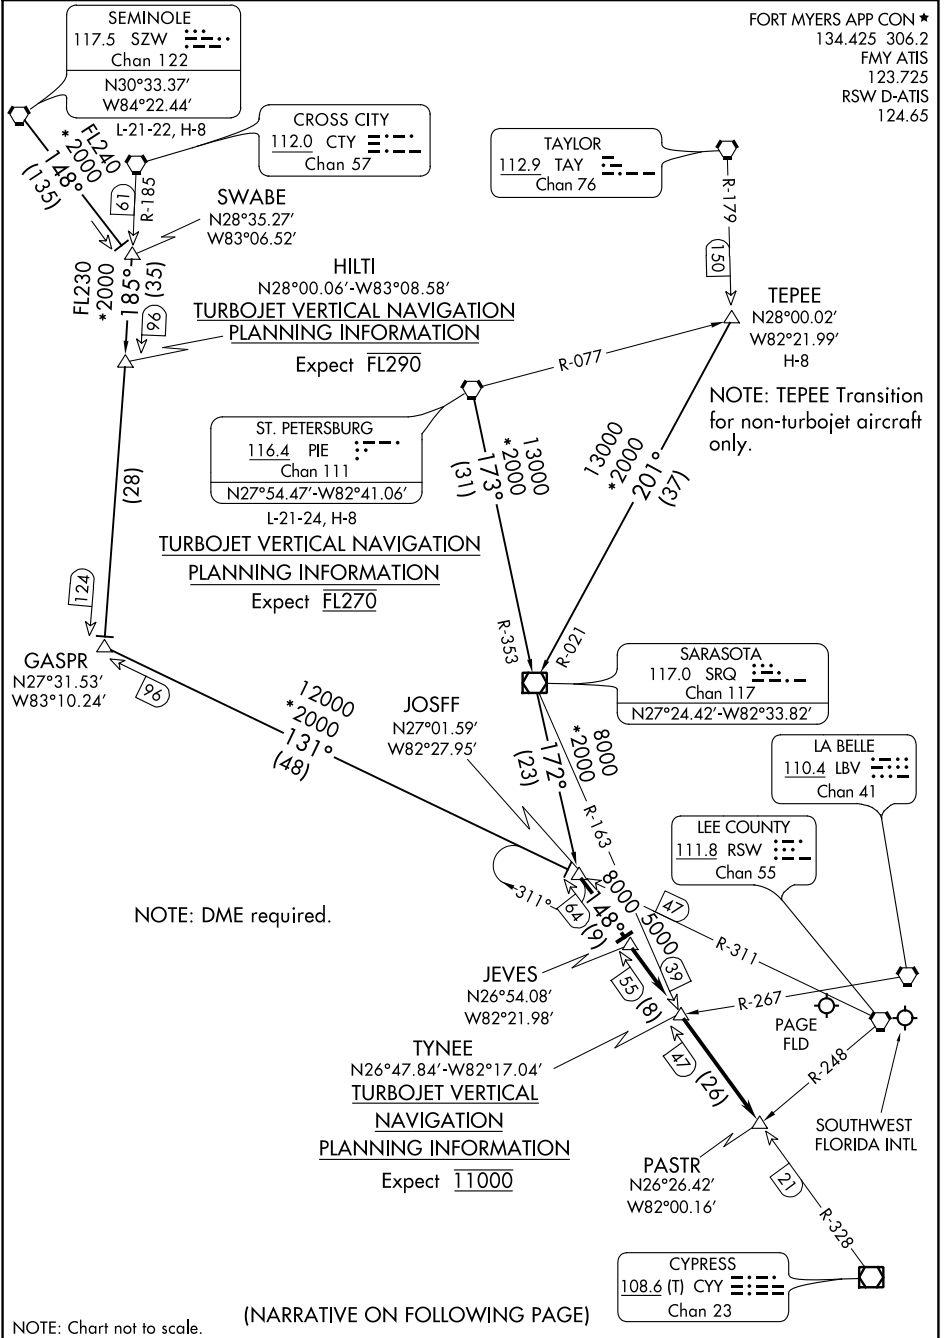 SEMINOLE
117.5 SZW
Chan 122
N30°33.37'
W84°22.44'
L-21-22, H-8
FORT MYERS APP CON ★
134.425 306.2
FMY ATIS
123.725
RSW D-ATIS
124.65
CROSS CITY
112.0 CTY
Chan 57
TAYLOR
112.9 TAY
Chan 76
FL240
*2000
148°
(135)
61
R-185
R-179
150
SWABE
N28°35.27'
W83°06.52'
FL230
*2000
185°
(35)
96
HILTI
N28°00.06'-W83°08.58'
TURBOJET VERTICAL NAVIGATION
PLANNING INFORMATION
Expect FL290
TEPEE
N28°00.02'
W82°21.99'
H-8
R-077
NOTE: TEPEE Transition
for non-turbojet aircraft
only.
ST. PETERSBURG
116.4 PIE
Chan 111
N27°54.47'-W82°41.06'
L-21-24, H-8
TURBOJET VERTICAL NAVIGATION
PLANNING INFORMATION
Expect FL270
13000
*2000
173°
(31)
13000
*2000
201°
(37)
(28)
124
R-353
R-021
GASPR
N27°31.53'
W83°10.24'
96
12000
*2000
131°
(48)
SARASOTA
117.0 SRQ
Chan 117
N27°24.42'-W82°33.82'
JOSFF
N27°01.59'
W82°27.95'
8000
*2000
172°
(23)
R-163
LA BELLE
110.4 LBV
Chan 41
LEE COUNTY
111.8 RSW
Chan 55
311°
64
148°
(9)
8000
5000
47
39
R-311
NOTE: DME required.
JEVES
N26°54.08'
W82°21.98'
55
(8)
R-267
PAGE
FLD
TYNEE
N26°47.84'-W82°17.04'
TURBOJET VERTICAL
NAVIGATION
PLANNING INFORMATION
Expect 11000
47
(26)
R-248
SOUTHWEST
FLORIDA INTL
PASTR
N26°26.42'
W82°00.16'
21
R-328
CYPRESS
108.6 (T) CYY
Chan 23
(NARRATIVE ON FOLLOWING PAGE)
NOTE: Chart not to scale.